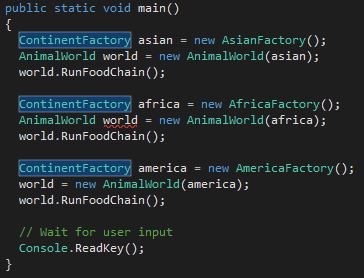 public static void main()
{
ContinentFactory asian = new AsianFactory();
AnimalWorld world = new AnimalWorld(asian);
world.RunFoodChain();
ContinentFactory africa = new AfricaFactory();
AnimalWorld world = new AnimalWorld(africa);
world.RunFoodChain();
ContinentFactory america = new AmericaFactory();
world = new AnimalWorld(america);
world.RunFoodChain();
// Wait for user input
Console.ReadKey();
}